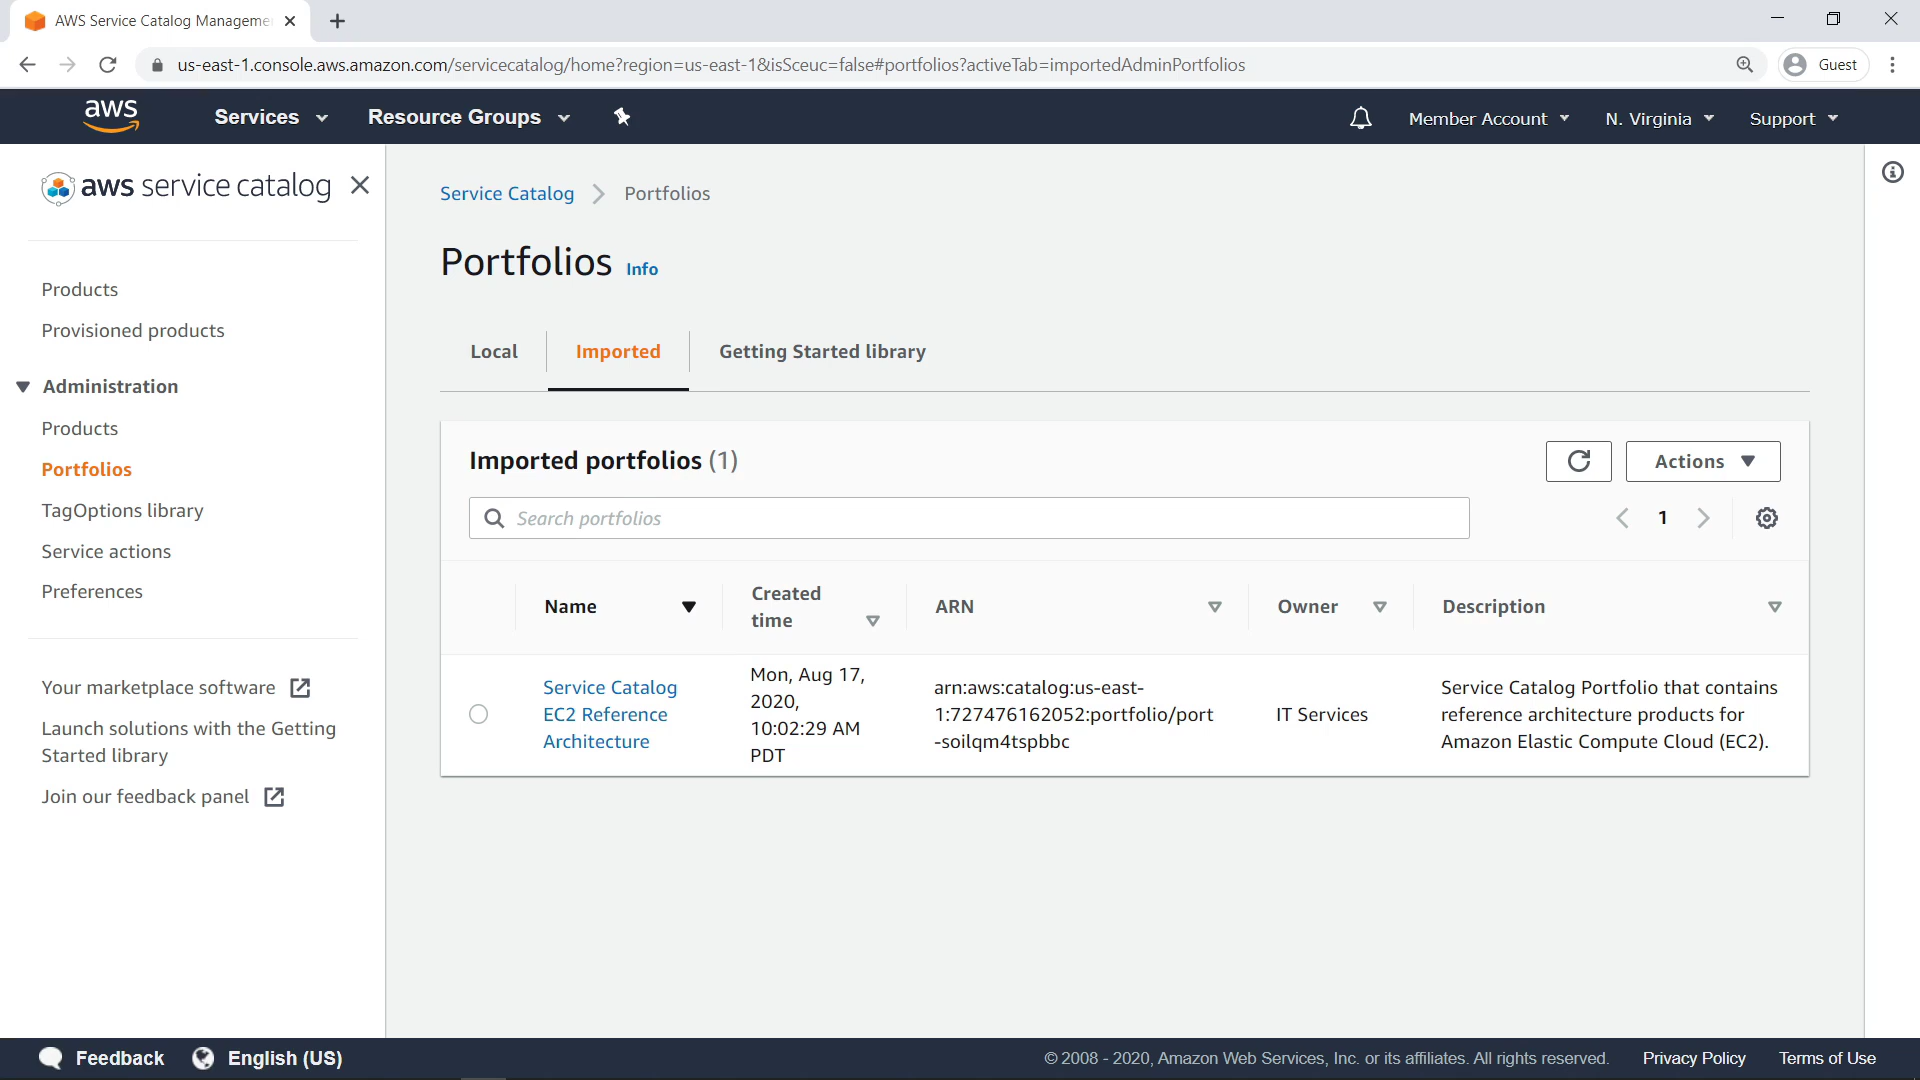 AWS Service Catalog Manageme
us-east-1.console.aws.amazon.com/servicecatalog/home?region=us-east-1&isSceuc=false#portfolios?activeTab=importedAdminPortfolios
Guest
aws
Services
Resource Groups
Member Account
N. Virginia
Support
aws service catalog
Products
Provisioned products
Administration
Products
Portfolios
TagOptions library
Service actions
Preferences
Your marketplace software
Launch solutions with the Getting
Started library
Join our feedback panel
Service Catalog
Portfolios
Portfolios Info
Local
Imported
Getting Started library
Imported portfolios (1)
Actions
Search portfolios
1
Name
Created
time
ARN
Owner
Description
Service Catalog
EC2 Reference
Architecture
Mon, Aug 17,
2020,
10:02:29 AM
PDT
arn:aws:catalog:us-east-
1:727476162052:portfolio/port
-soilqm4tspbbc
IT Services
Service Catalog Portfolio that contains
reference architecture products for
Amazon Elastic Compute Cloud (EC2).
Feedback
English (US)
© 2008 - 2020, Amazon Web Services, Inc. or its affiliates. All rights reserved.
Privacy Policy
Terms of Use